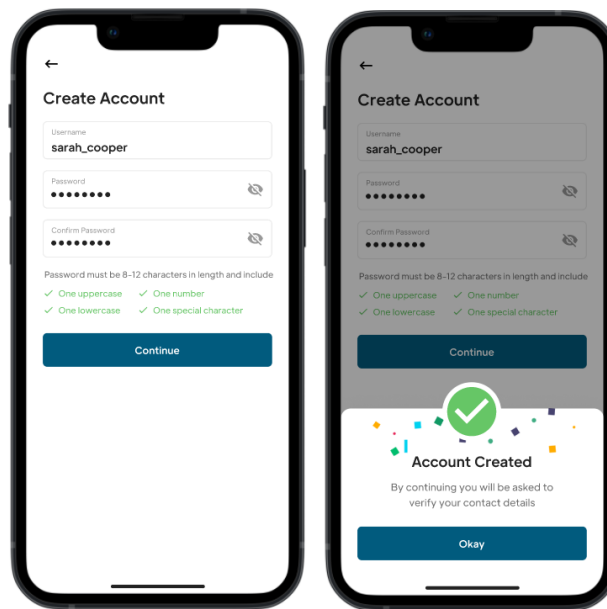 Create Account
Username
sarah_cooper
Password
Confirm Password
Password must be 8-12 characters in length and include
One uppercase One number
One lowercase One special character
Continue
Create Account
Username
sarah_cooper
Password
Confirm Password
Password must be 8-12 characters in length and include
One uppercase One number
One lowercase One special character
Continue
Account Created
By continuing you will be asked to
verify your contact details
Okay